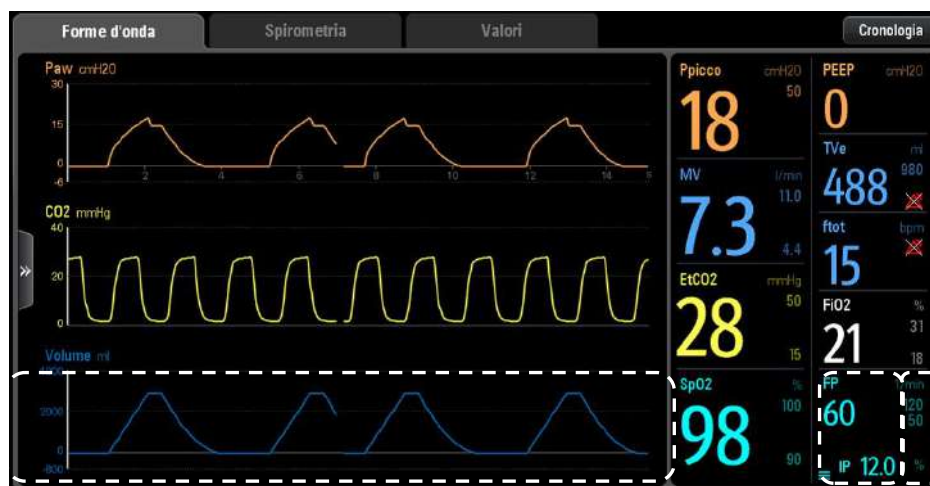 Forme d'onda
Spirometria
Valori
Cronologia
Paw cmH20
30
15
0
-6
2
4
6
8
10
12
14
CO2 mmHg
40
20
0
Volume ml
2000
0
-800
»
Ppicco cmH20
50
18
PEEP cmH20
0
MV l/min
11.0
7.3
4.4
TVe ml
980
488
ftot bpm
15
EtCO2 mmHg
50
28
15
FiO2 %
31
21
18
SpO2 %
100
98
90
FP
120
60
50
IP 12.0 %